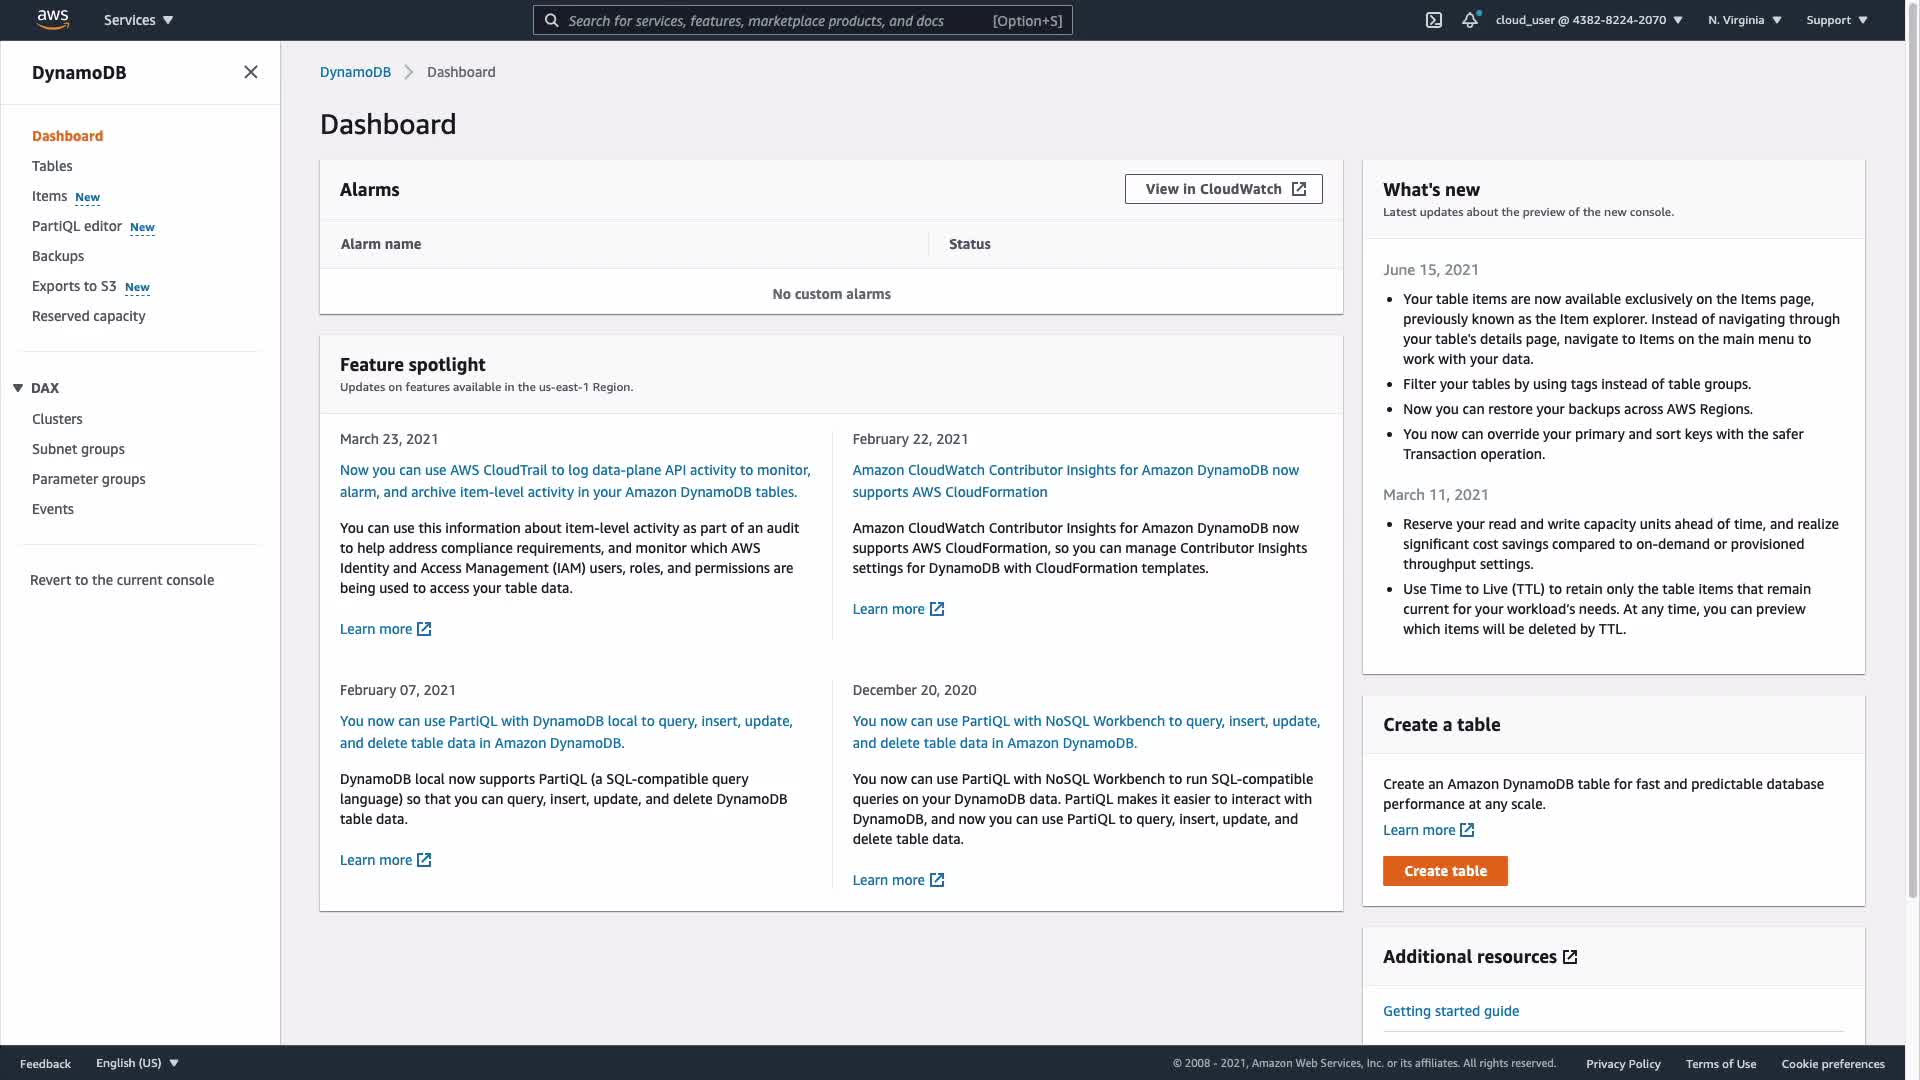 aws
Services
Search for services, features, marketplace products, and docs [Option+S]
cloud_user @ 4382-8224-2070
N. Virginia
Support
DynamoDB
Dashboard
Tables
Items New
PartiQL editor New
Backups
Exports to S3 New
Reserved capacity
DAX
Clusters
Subnet groups
Parameter groups
Events
Revert to the current console
DynamoDB
Dashboard
Dashboard
Alarms
View in CloudWatch
Alarm name
Status
No custom alarms
Feature spotlight
Updates on features available in the us-east-1 Region.
March 23, 2021
Now you can use AWS CloudTrail to log data-plane API activity to monitor,
alarm, and archive item-level activity in your Amazon DynamoDB tables.
You can use this information about item-level activity as part of an audit
to help address compliance requirements, and monitor which AWS
Identity and Access Management (IAM) users, roles, and permissions are
being used to access your table data.
Learn more
February 22, 2021
Amazon CloudWatch Contributor Insights for Amazon DynamoDB now
supports AWS CloudFormation
Amazon CloudWatch Contributor Insights for Amazon DynamoDB now
supports AWS CloudFormation, so you can manage Contributor Insights
settings for DynamoDB with CloudFormation templates.
Learn more
February 07, 2021
You now can use PartiQL with DynamoDB local to query, insert, update,
and delete table data in Amazon DynamoDB.
DynamoDB local now supports PartiQL (a SQL-compatible query
language) so that you can query, insert, update, and delete DynamoDB
table data.
Learn more
December 20, 2020
You now can use PartiQL with NoSQL Workbench to query, insert, update,
and delete table data in Amazon DynamoDB.
You now can use PartiQL with NoSQL Workbench to run SQL-compatible
queries on your DynamoDB data. PartiQL makes it easier to interact with
DynamoDB, and now you can use PartiQL to query, insert, update, and
delete table data.
Learn more
What's new
Latest updates about the preview of the new console.
June 15, 2021
• Your table items are now available exclusively on the Items page,
previously known as the Item explorer. Instead of navigating through
your table's details page, navigate to Items on the main menu to
work with your data.
• Filter your tables by using tags instead of table groups.
• Now you can restore your backups across AWS Regions.
• You now can override your primary and sort keys with the safer
Transaction operation.
March 11, 2021
• Reserve your read and write capacity units ahead of time, and realize
significant cost savings compared to on-demand or provisioned
throughput settings.
• Use Time to Live (TTL) to retain only the table items that remain
current for your workload’s needs. At any time, you can preview
which items will be deleted by TTL.
Create a table
Create an Amazon DynamoDB table for fast and predictable database
performance at any scale.
Learn more
Create table
Additional resources
Getting started guide
Feedback
English (US)
© 2008 - 2021, Amazon Web Services, Inc. or its affiliates. All rights reserved.
Privacy Policy
Terms of Use
Cookie preferences